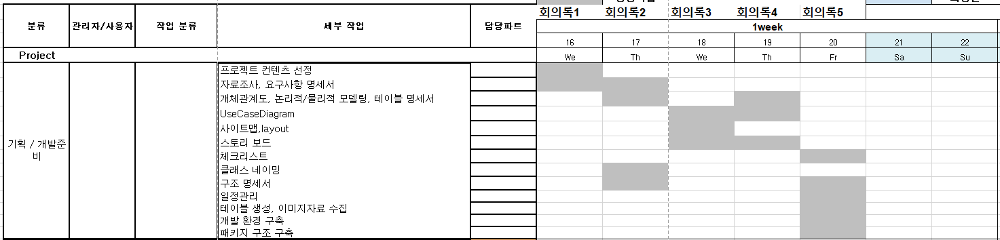 회의록1 회의록2 회의록3 회의록4 회의록5
분류 관리자/사용자 작업 분류 세부 작업 담당파트 1week
16 17 18 19 20 21 22
Project We Th We Th Fr Sa Su
프로젝트 컨텐츠 선정
자료조사, 요구사항 명세서
개체관계도, 논리적/물리적 모델링, 테이블 명세서
UseCaseDiagram
사이트맵,layout
기획 / 개발준
비
스토리 보드
체크리스트
클래스 네이밍
구조 명세서
일정관리
테이블 생성, 이미지자료 수집
개발 환경 구축
패키지 구조 구축